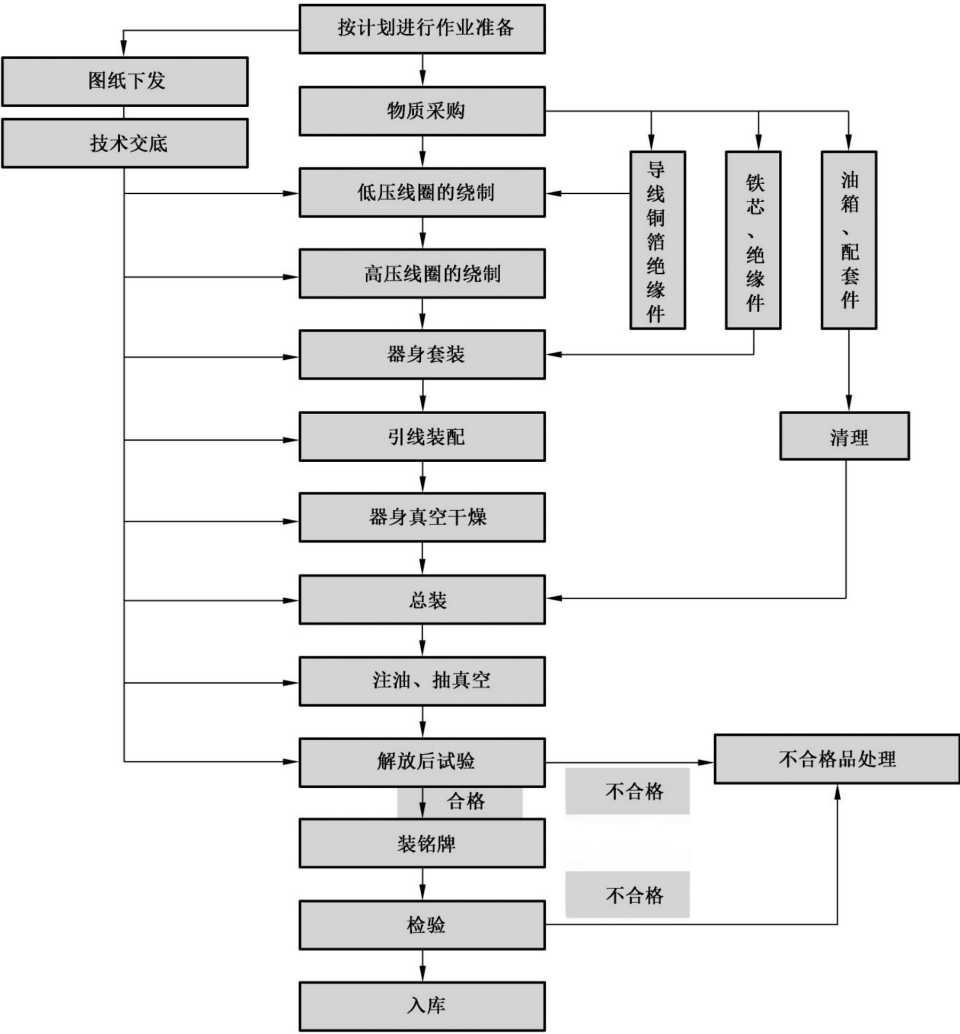 按计划进行作业准备
图纸下发
物质采购
技术交底
导线铜箔绝缘件
铁芯、绝缘件
油箱、配套件
低压线圈的绕制
高压线圈的绕制
器身套装
引线装配
清理
器身真空干燥
总装
注油、抽真空
解放后试验
不合格品处理
合格
不合格
装铭牌
不合格
检验
入库